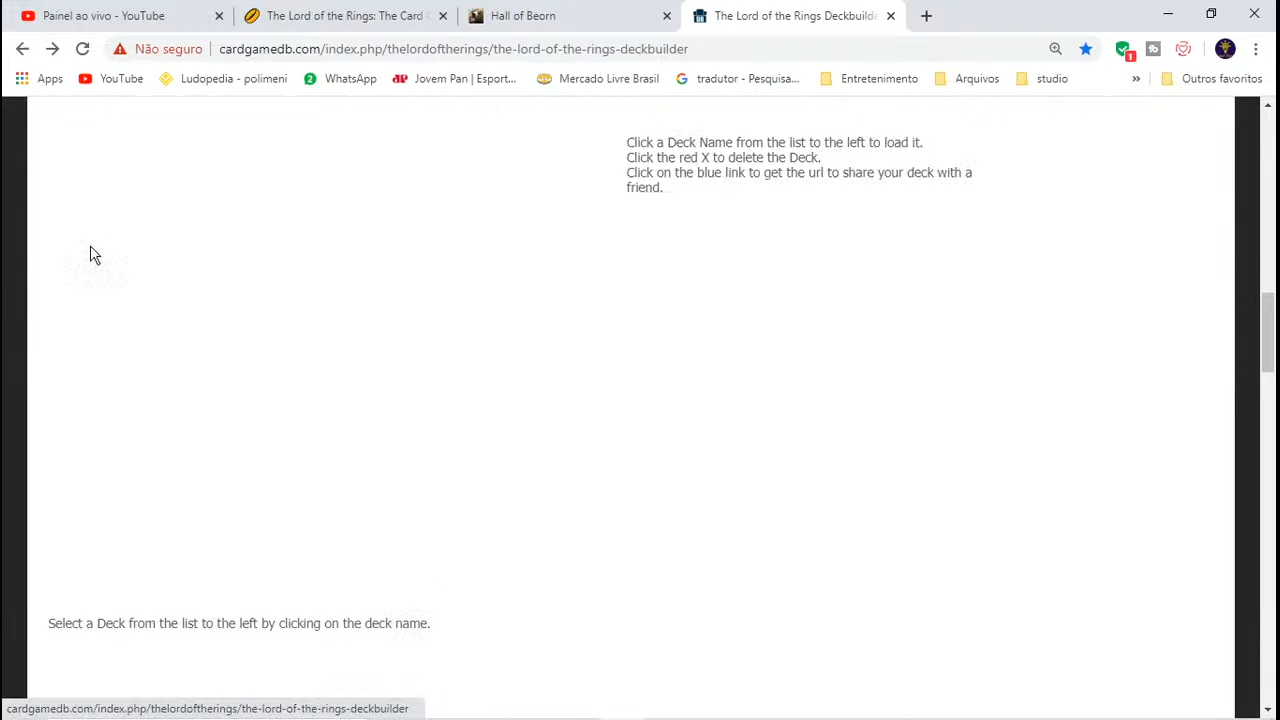 Painel ao vivo - YouTube
The Lord of the Rings: The Card
Hall of Beorn
The Lord of the Rings Deckbuilde
Não seguro
cardgamedb.com/index.php/thelordoftherings/the-lord-of-the-rings-deckbuilder
1
Apps
YouTube
Ludopedia - polimeni
2
WhatsApp
JP
Jovem Pan | Esport...
Mercado Livre Brasil
G
tradutor - Pesquisa...
Entretenimento
Arquivos
studio
»
Outros favoritos
Click a Deck Name from the list to the left to load it.
Click the red X to delete the Deck.
Click on the blue link to get the url to share your deck with a
friend.
Select a Deck from the list to the left by clicking on the deck name.
cardgamedb.com/index.php/thelordoftherings/the-lord-of-the-rings-deckbuilder